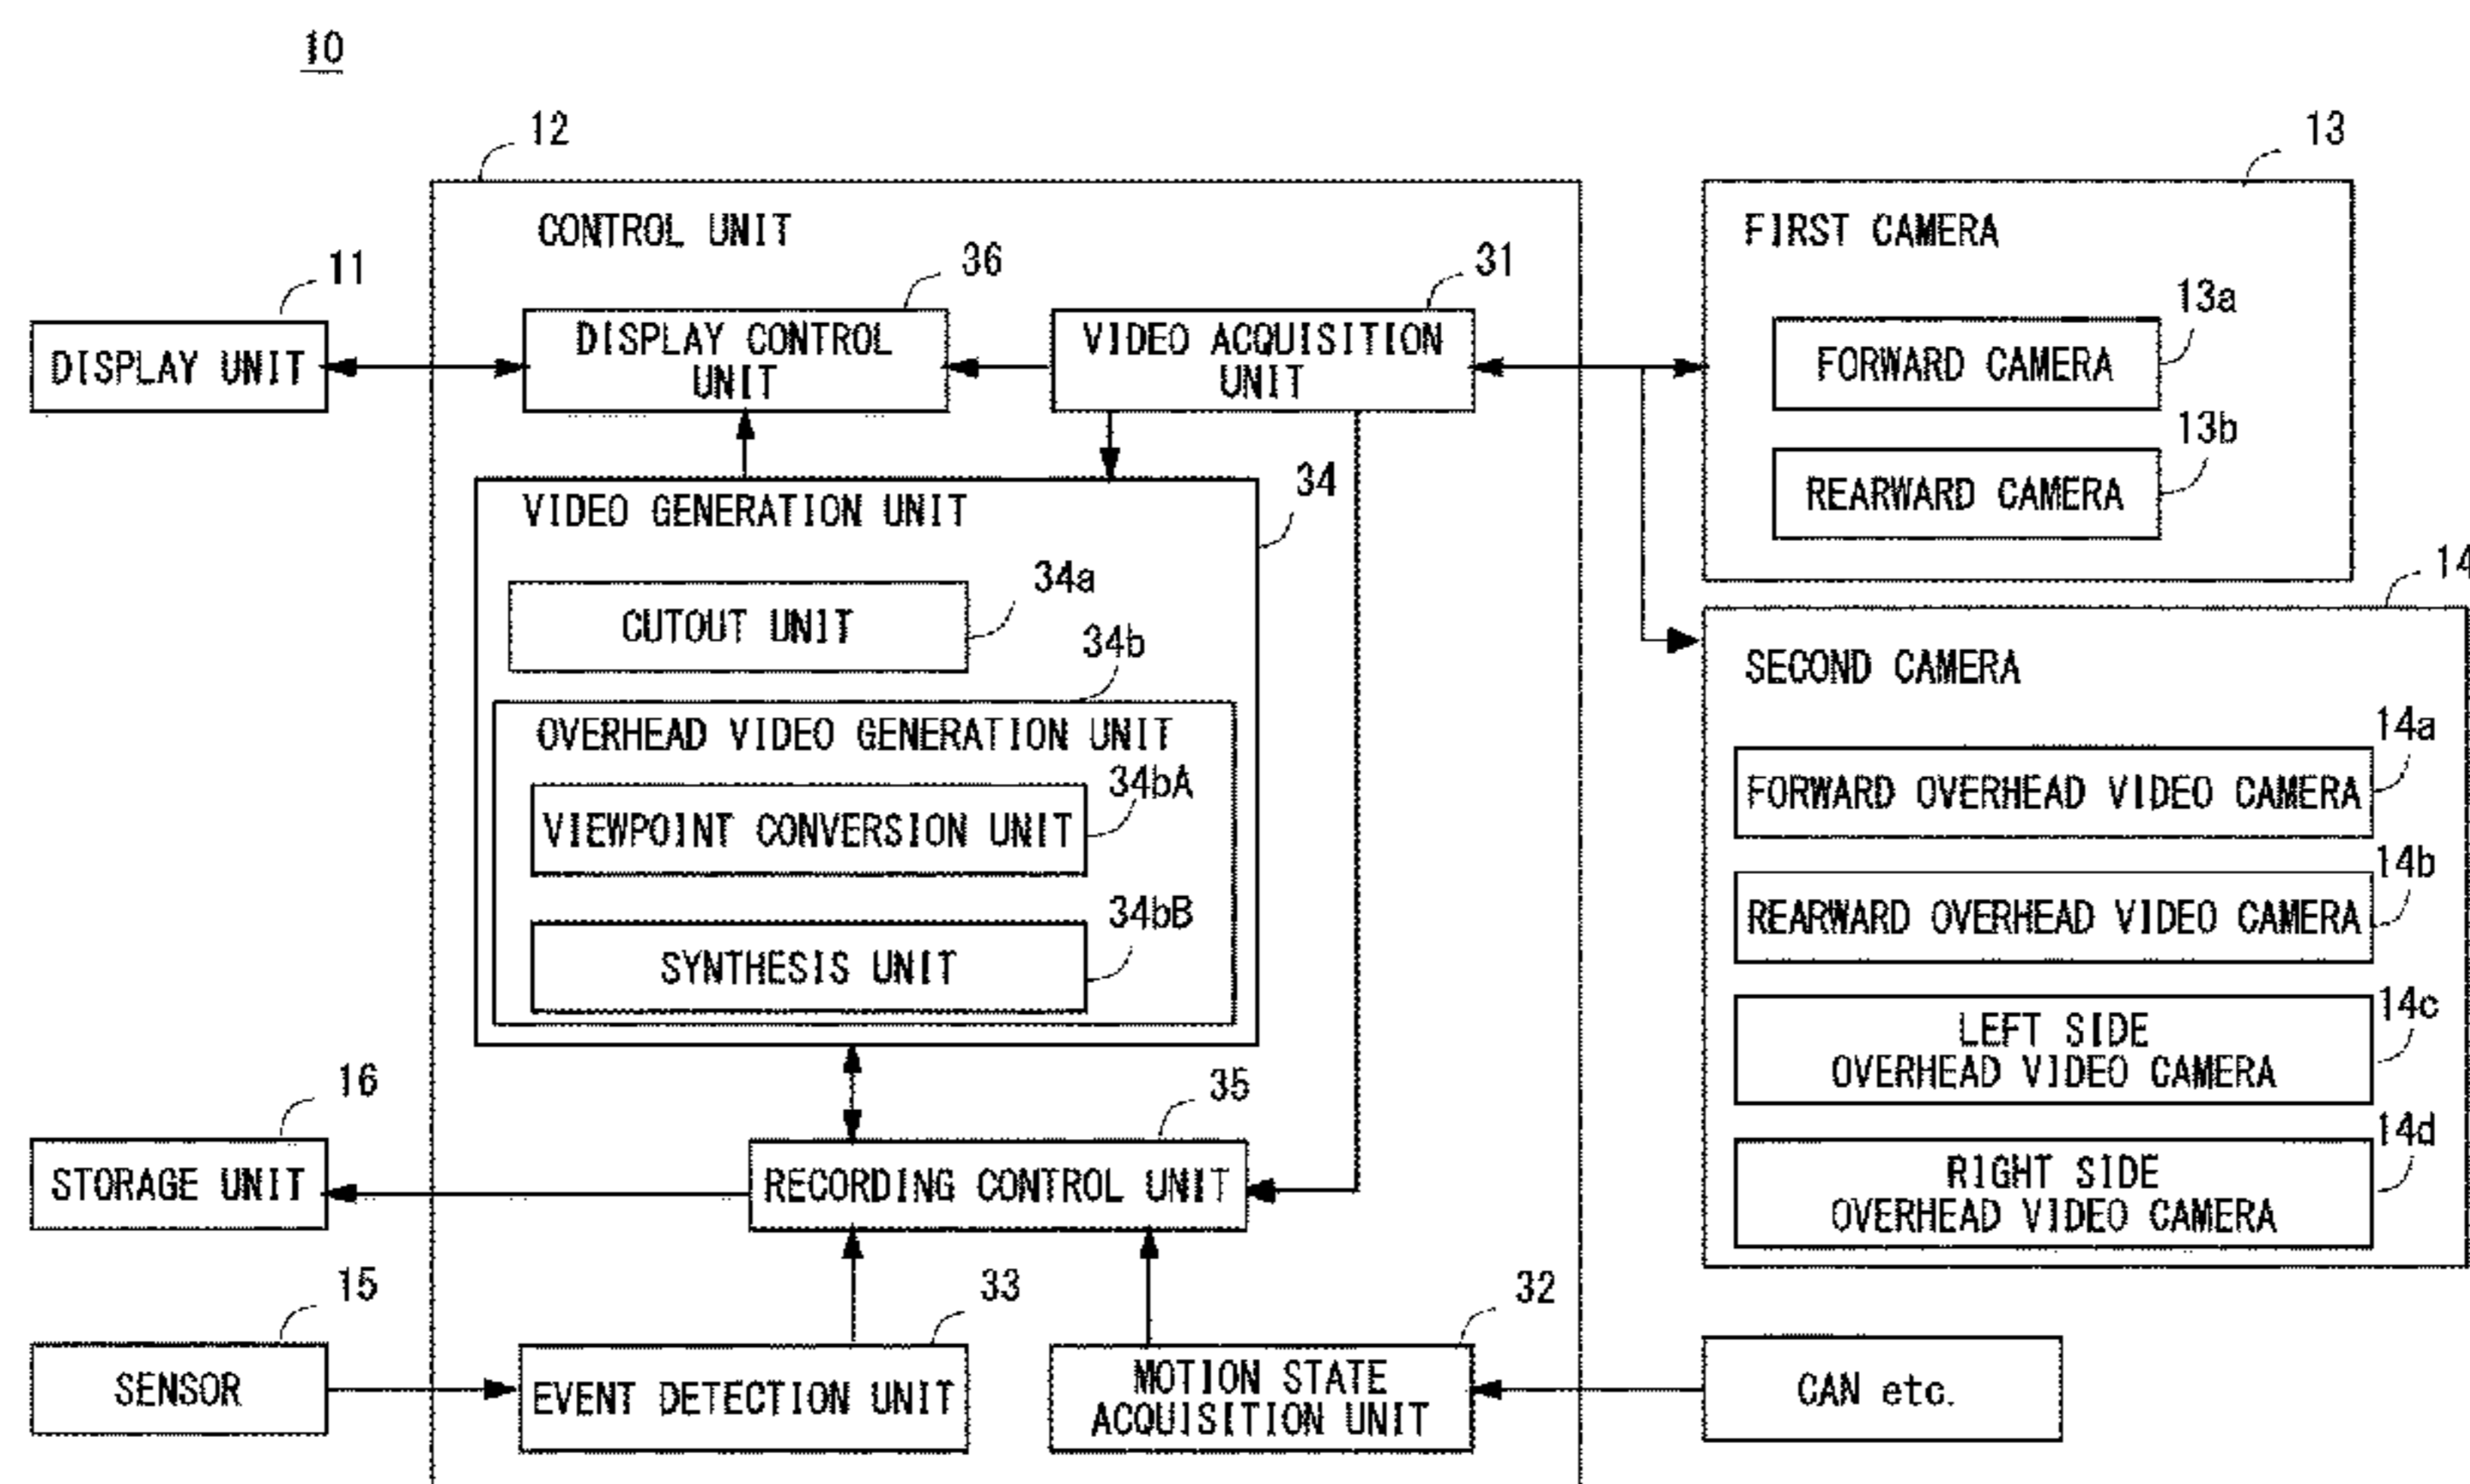 10
12
13
CONTROL UNIT
FIRST CAMERA
11
36
31
13a
DISPLAY UNIT
DISPLAY CONTROL
UNIT
VIDEO ACQUISITION
UNIT
FORWARD CAMERA
13b
REARWARD CAMERA
34
VIDEO GENERATION UNIT
14
34a
CUTOUT UNIT
34b
SECOND CAMERA
OVERHEAD VIDEO GENERATION UNIT
14a
34bA
FORWARD OVERHEAD VIDEO CAMERA
VIEWPOINT CONVERSION UNIT
14b
34bB
REARWARD OVERHEAD VIDEO CAMERA
SYNTHESIS UNIT
14c
LEFT SIDE
OVERHEAD VIDEO CAMERA
16
35
14d
STORAGE UNIT
RECORDING CONTROL UNIT
RIGHT SIDE
OVERHEAD VIDEO CAMERA
15
33
32
SENSOR
EVENT DETECTION UNIT
MOTION STATE
ACQUISITION UNIT
CAN etc.